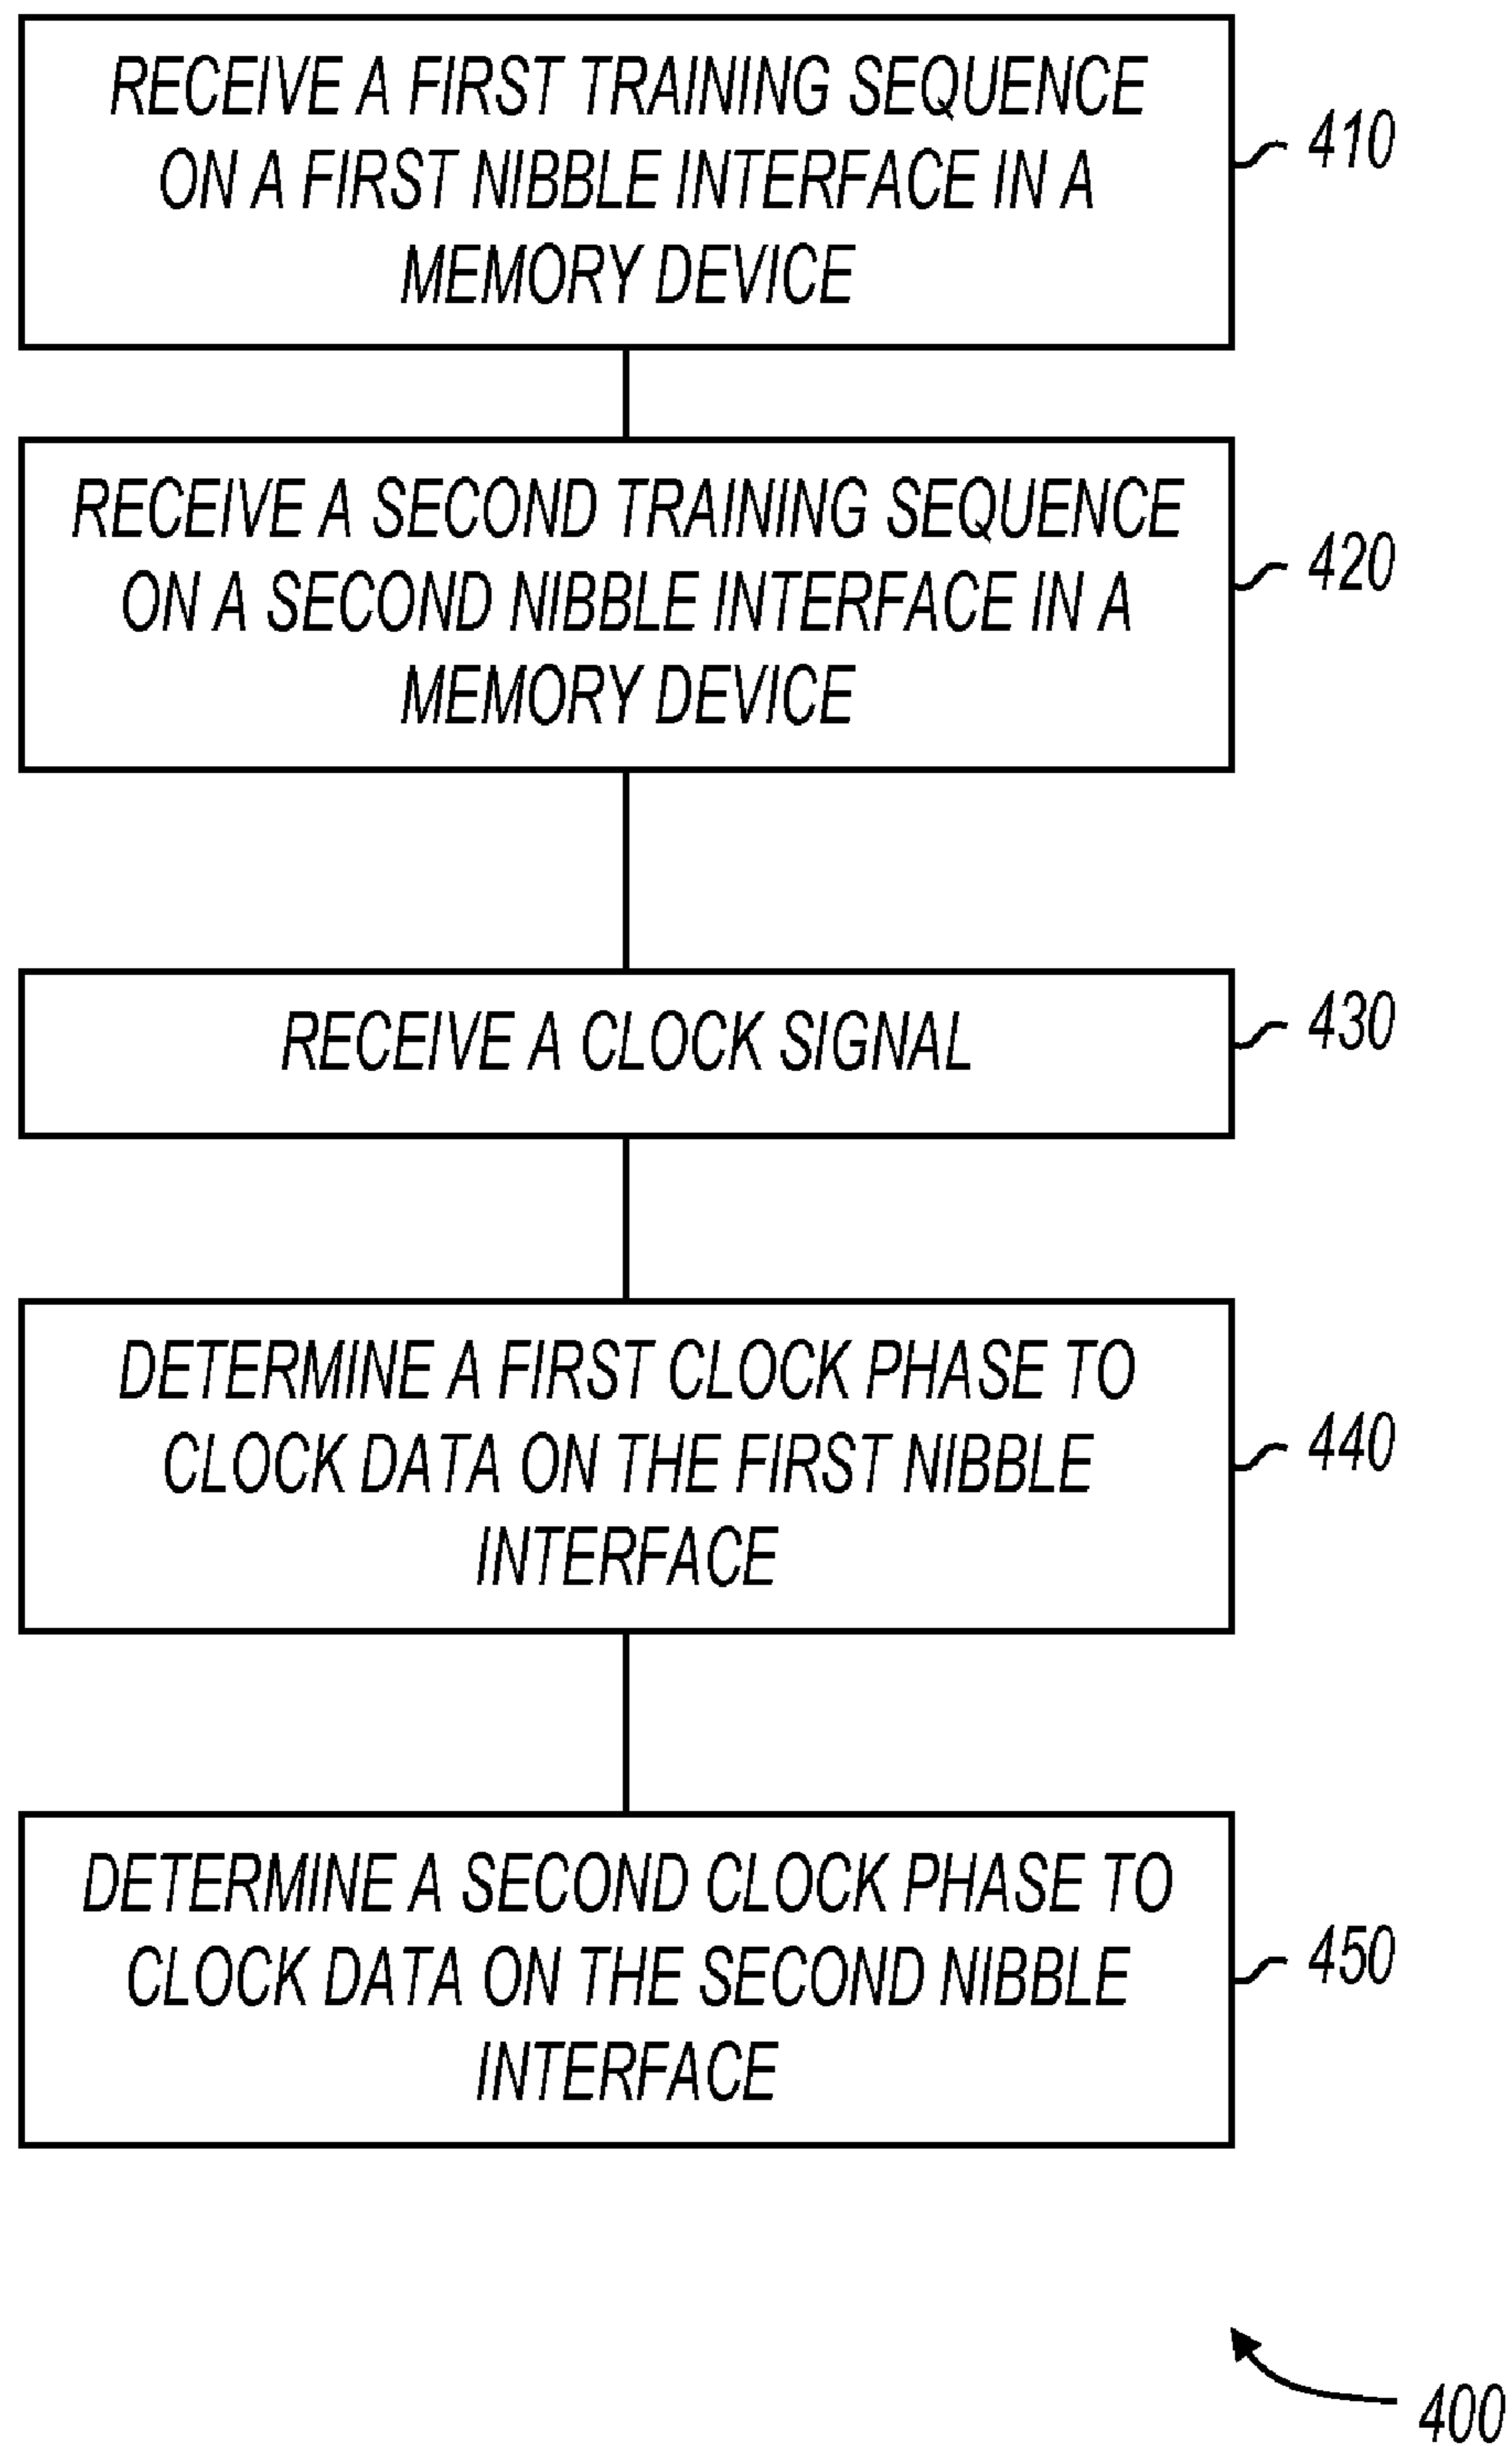 RECEIVE A FIRST TRAINING SEQUENCE
ON A FIRST NIBBLE INTERFACE IN A
MEMORY DEVICE
410
RECEIVE A SECOND TRAINING SEQUENCE
ON A SECOND NIBBLE INTERFACE IN A
MEMORY DEVICE
420
RECEIVE A CLOCK SIGNAL
430
DETERMINE A FIRST CLOCK PHASE TO
CLOCK DATA ON THE FIRST NIBBLE
INTERFACE
440
DETERMINE A SECOND CLOCK PHASE TO
CLOCK DATA ON THE SECOND NIBBLE
INTERFACE
450
400